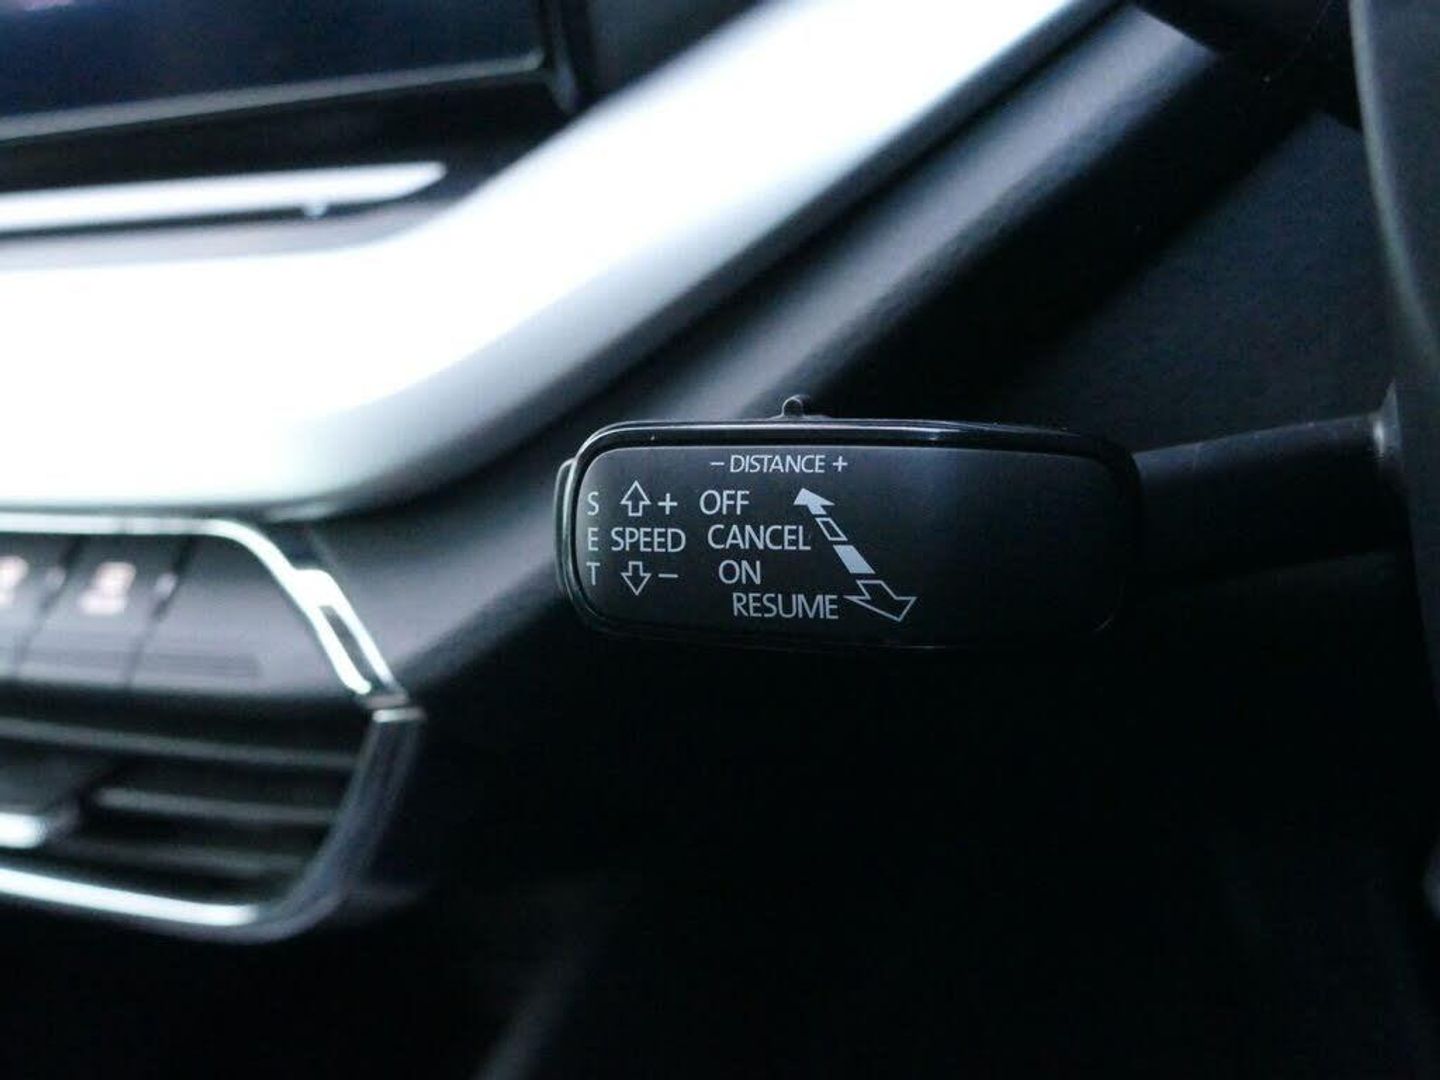 – DISTANCE +
S + OFF
E SPEED CANCEL
T – ON
RESUME